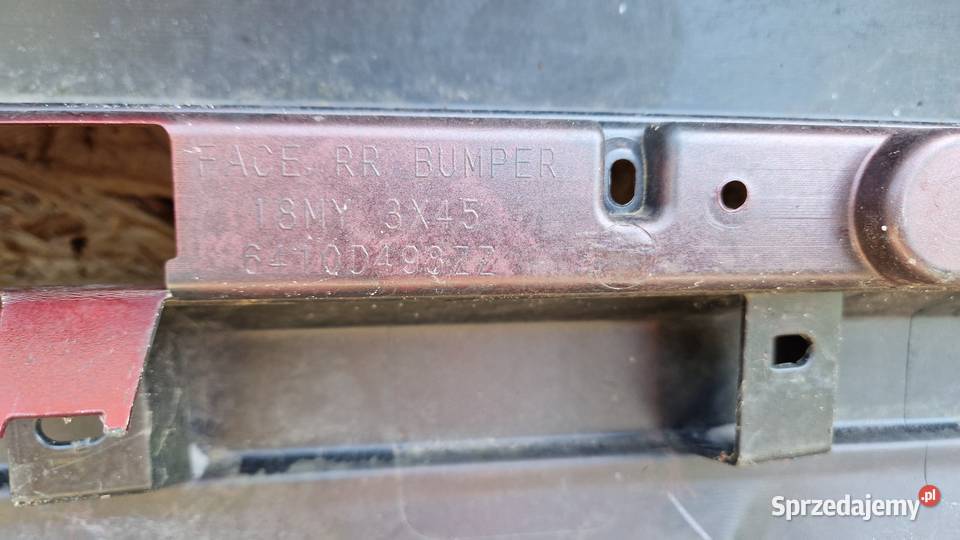 FACE RR BUMPER
18MY 3X45
6410D498ZZ
Sprzedajemy.pl